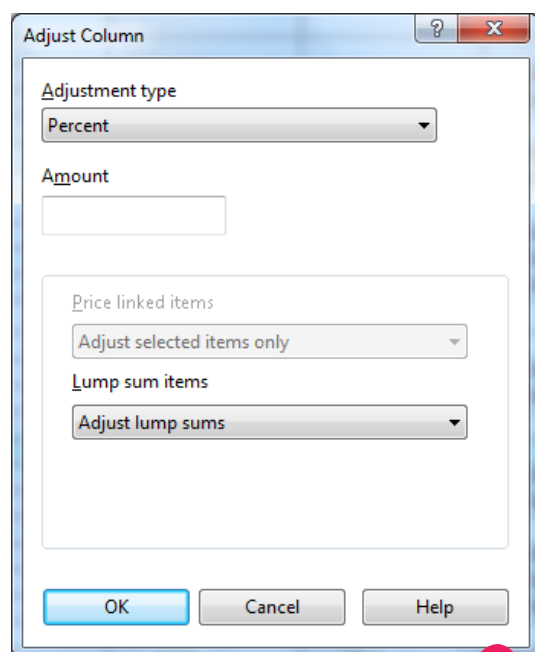 Adjust Column
? X
Adjustment type
Percent
Amount
Price linked items
Adjust selected items only
Lump sum items
Adjust lump sums
OK Cancel Help